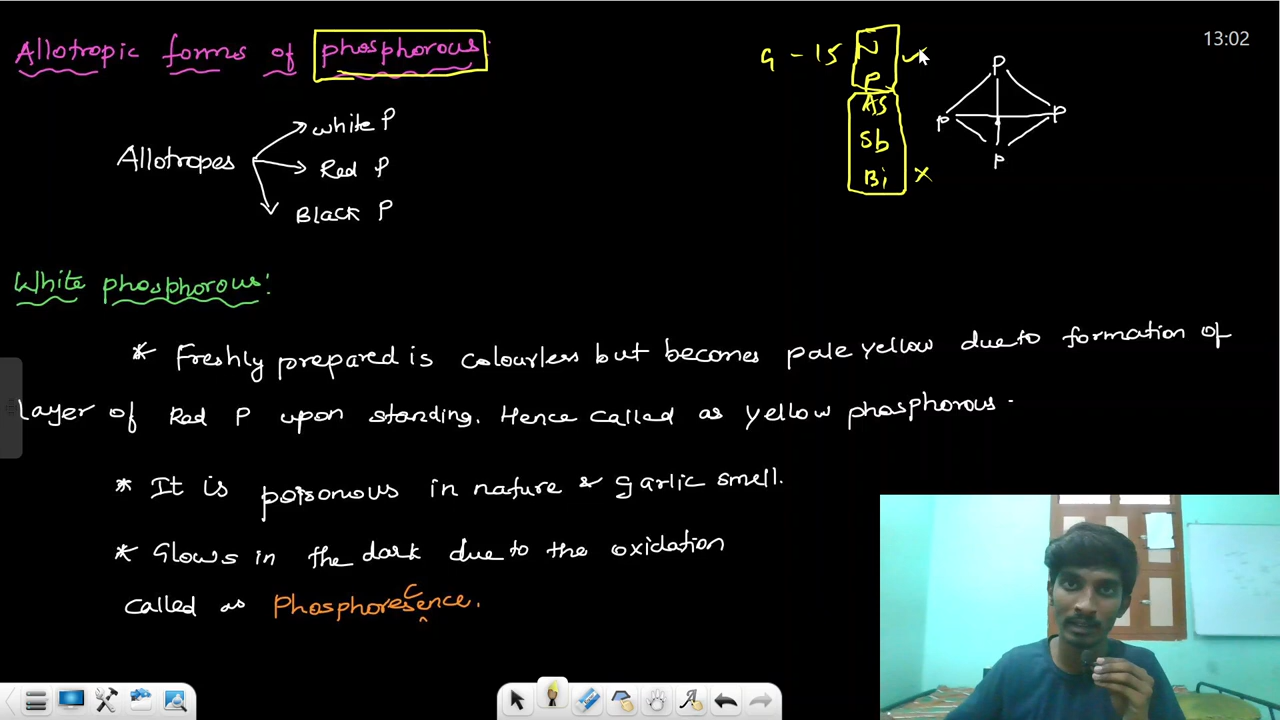 Allotropic forms of phosphorous:
13:02
G - 15 N
P
As
Sb
Bi ×
P
P P
P
Allotropes
White P
Red P
Black P
White phosphorous:
* Freshly prepared is colourless but becomes pale yellow due to formation of
layer of Red P upon standing. Hence called as yellow phosphorous.
* It is poisonous in nature & garlic smell.
* Glows in the dark due to the oxidation
called as Phosphorescence.